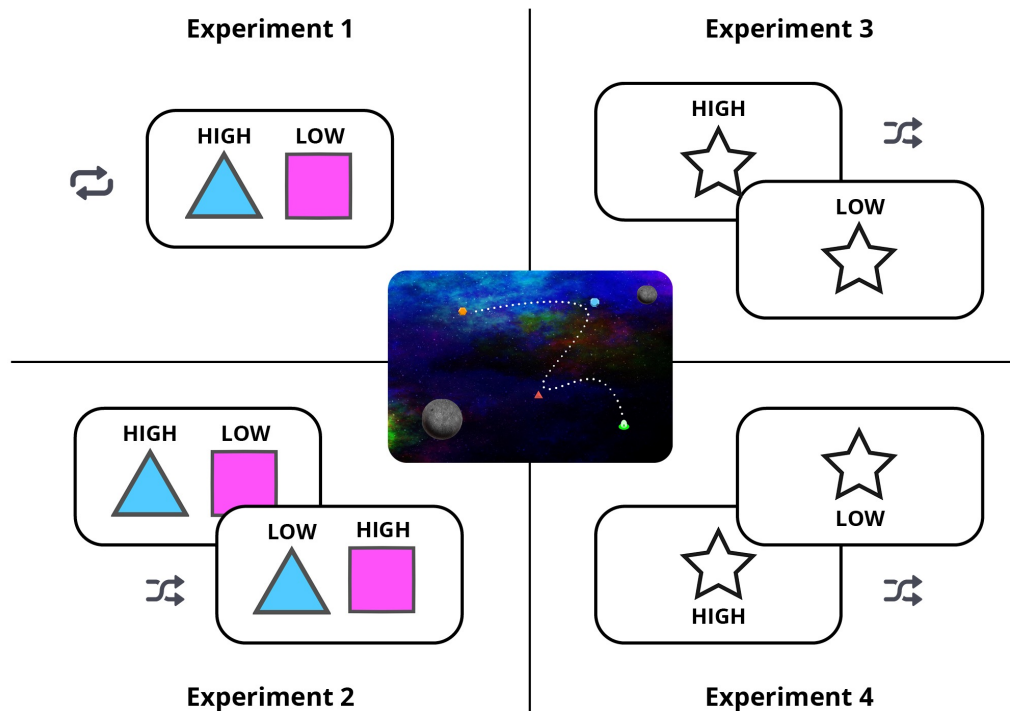 Experiment 1
HIGH LOW
Experiment 3
HIGH
LOW
HIGH LOW
LOW HIGH
Experiment 2
LOW
HIGH
Experiment 4